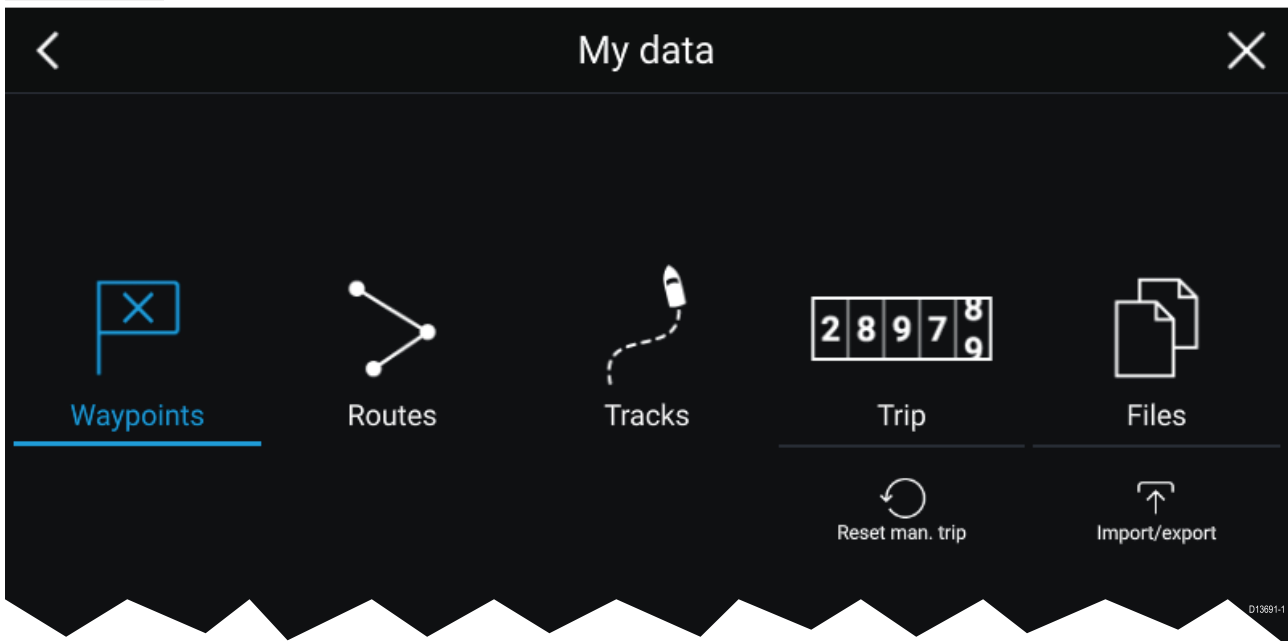 My data
2 8 9 7 8
9
Waypoints Routes Tracks Trip Files
Reset man. trip Import/export
D13691-1